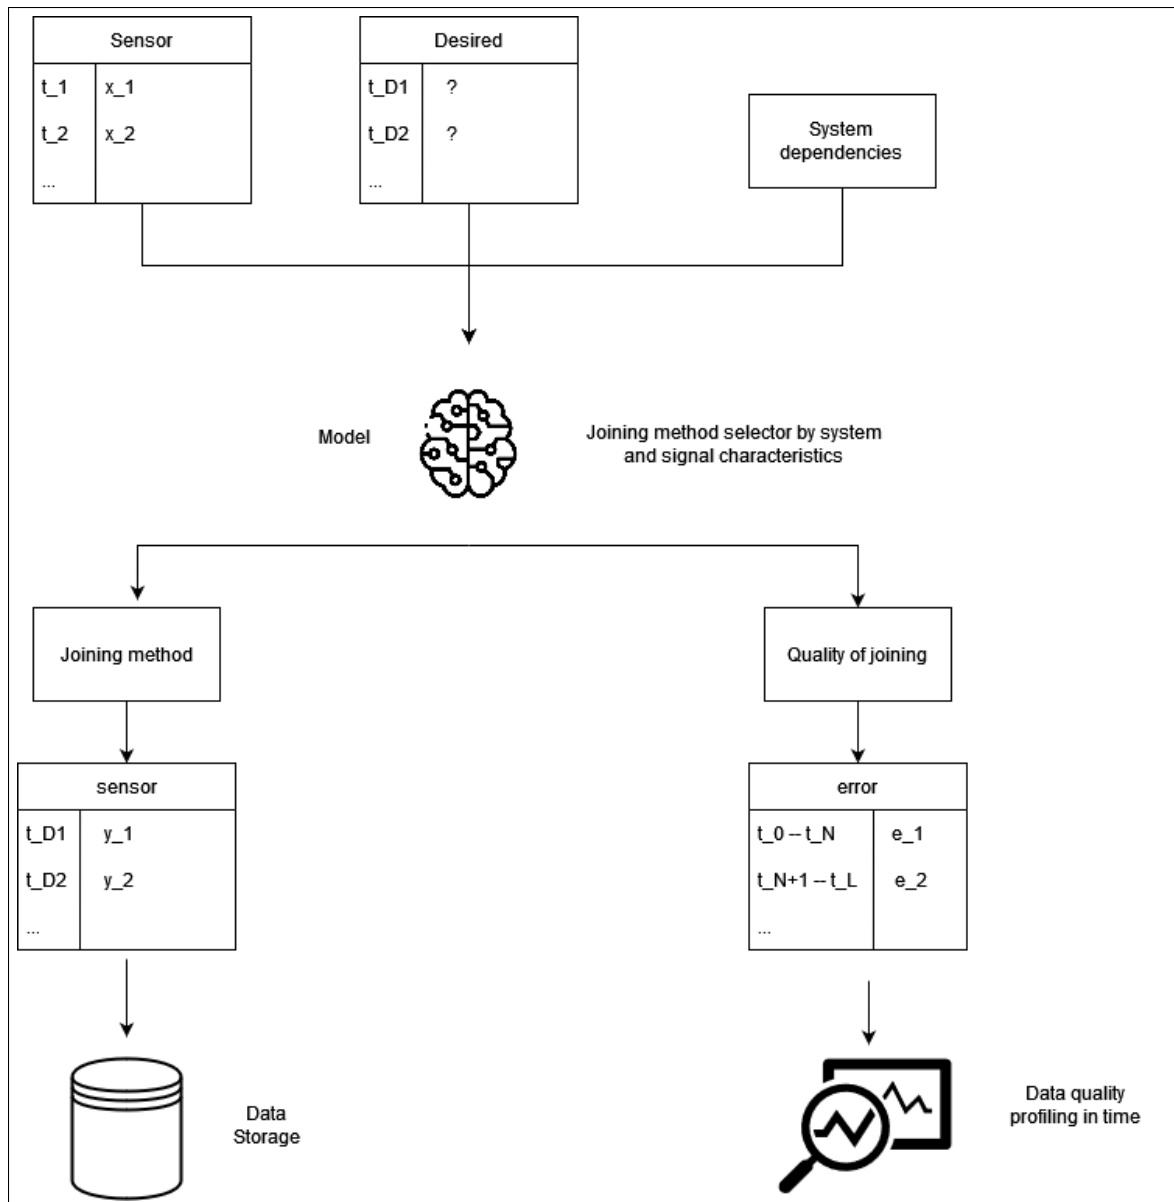 Sensor
t_1 x_1
t_2 x_2
...
Desired
t_D1 ?
t_D2 ?
...
System
dependencies
Model
Joining method selector by system
and signal characteristics
Joining method
Quality of joining
sensor
t_D1 y_1
t_D2 y_2
...
error
t_0 -- t_N e_1
t_N+1 -- t_L e_2
...
Data
Storage
Data quality
profiling in time